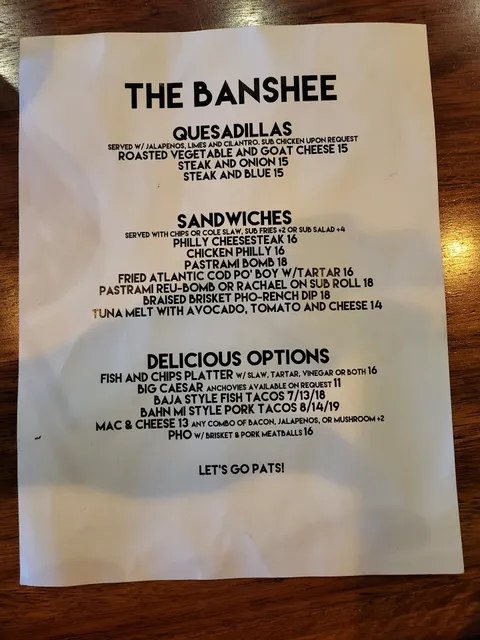 THE BANSHEE
QUESADILLAS
SERVED W/ JALAPENOS, LIMES AND CILANTRO, SUB CHICKEN UPON REQUEST
ROASTED VEGETABLE AND GOAT CHEESE 15
STEAK AND ONION 15
STEAK AND BLUE 15
SANDWICHES
SERVED WITH CHIPS OR COLE SLAW, SUB FRIES +2 OR SUB SALAD +4
PHILLY CHEESESTEAK 16
CHICKEN PHILLY 16
PASTRAMI BOMB 18
FRIED ATLANTIC COD PO' BOY W/TARTAR 16
PASTRAMI REU-BOMB OR RACHAEL ON SUB ROLL 18
BRAISED BRISKET PHO-RENCH DIP 18
TUNA MELT WITH AVOCADO, TOMATO AND CHEESE 14
DELICIOUS OPTIONS
FISH AND CHIPS PLATTER W/ SLAW, TARTAR, VINEGAR OR BOTH 16
BIG CAESAR ANCHOVIES AVAILABLE ON REQUEST 11
BAJA STYLE FISH TACOS 7/13/18
BAHN MI STYLE PORK TACOS 8/14/19
MAC & CHEESE 13 ANY COMBO OF BACON, JALAPENOS, OR MUSHROOM +2
PHO W/ BRISKET & PORK MEATBALLS 16
LET'S GO PATS!